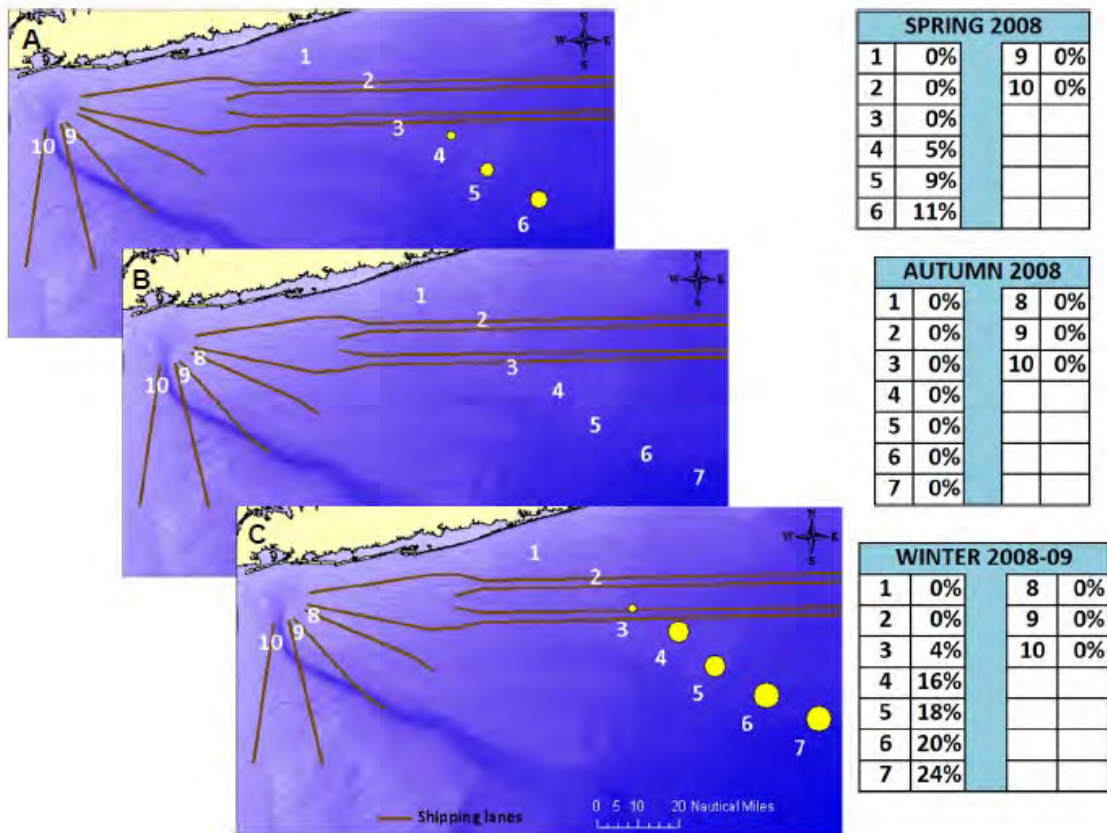 A
N
W E
S
1
2
3
4
5
6
9
10
B
N
W E
S
1
2
3
4
5
6
7
8
9
10
C
N
W E
S
1
2
3
4
5
6
7
8
9
10
Shipping lanes
0 5 10 20 Nautical Miles
SPRING 2008
1 0% 9 0%
2 0% 10 0%
3 0%
4 5%
5 9%
6 11%
AUTUMN 2008
1 0% 8 0%
2 0% 9 0%
3 0% 10 0%
4 0%
5 0%
6 0%
7 0%
WINTER 2008-09
1 0% 8 0%
2 0% 9 0%
3 4% 10 0%
4 16%
5 18%
6 20%
7 24%